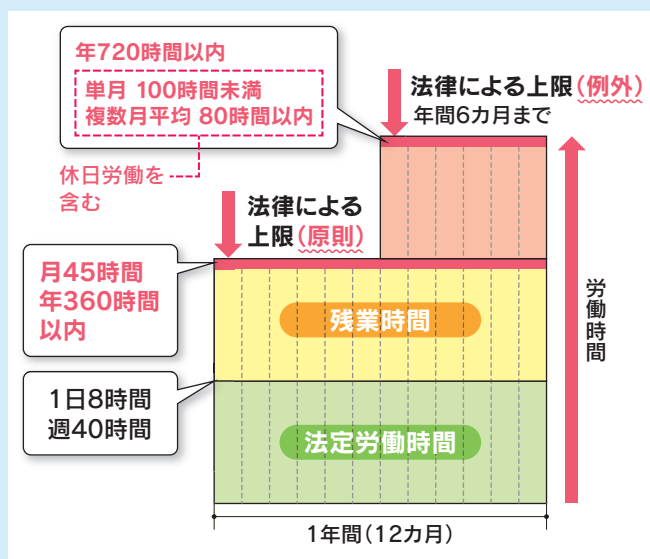 年720時間以内
単月 100時間未満
複数月平均 80時間以内
休日労働を
含む
法律による上限(例外)
年間6カ月まで
法律による
上限(原則)
月45時間
年360時間
以内
残業時間
1日8時間
週40時間
法定労働時間
労働時間
1年間(12カ月)